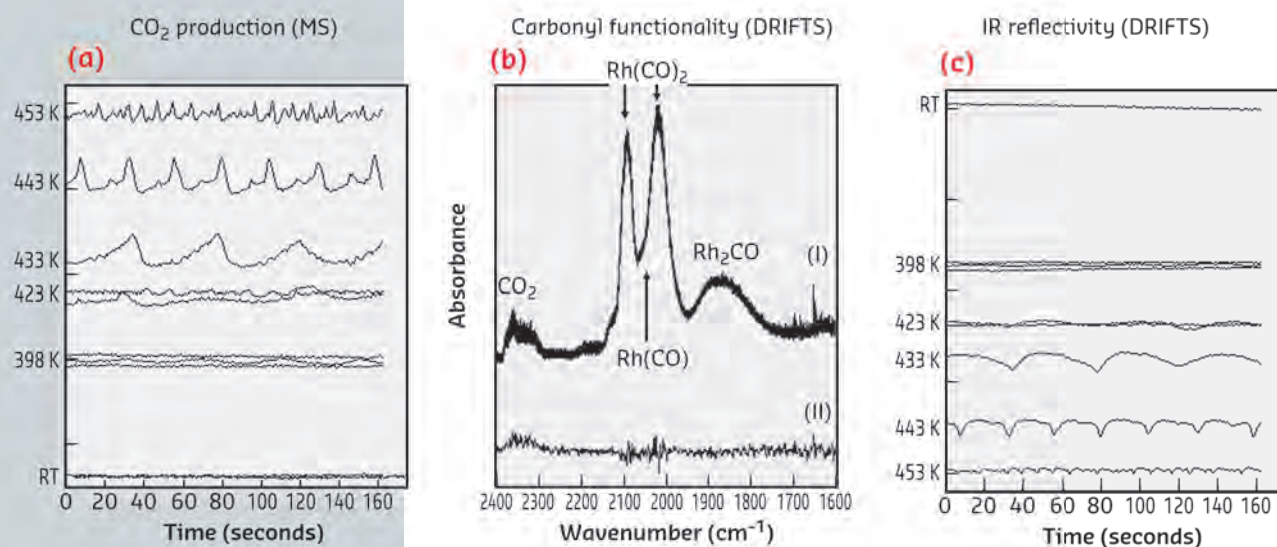 CO₂ production (MS)
(a)
453 K
443 K
433 K
423 K
398 K
RT
0 20 40 60 80 100 120 140 160
Time (seconds)
Carbonyl functionality (DRIFTS)
(b)
Rh(CO)₂
Rh₂CO
(I)
CO₂
Rh(CO)
(II)
Absorbance
2400 2300 2100 2000 1900 1800 1700 1600
Wavenumber (cm⁻¹)
IR reflectivity (DRIFTS)
(c)
RT
398 K
423 K
433 K
443 K
453 K
0 20 40 60 80 100 120 140 160
Time (seconds)